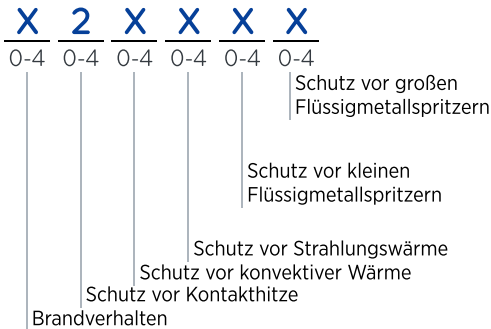 X 2 X X X X
0-4 0-4 0-4 0-4 0-4 0-4
Schutz vor großen
Flüssigmetallspritzern
Schutz vor kleinen
Flüssigmetallspritzern
Schutz vor Strahlungswärme
Schutz vor konvektiver Wärme
Schutz vor Kontakthitze
Brandverhalten